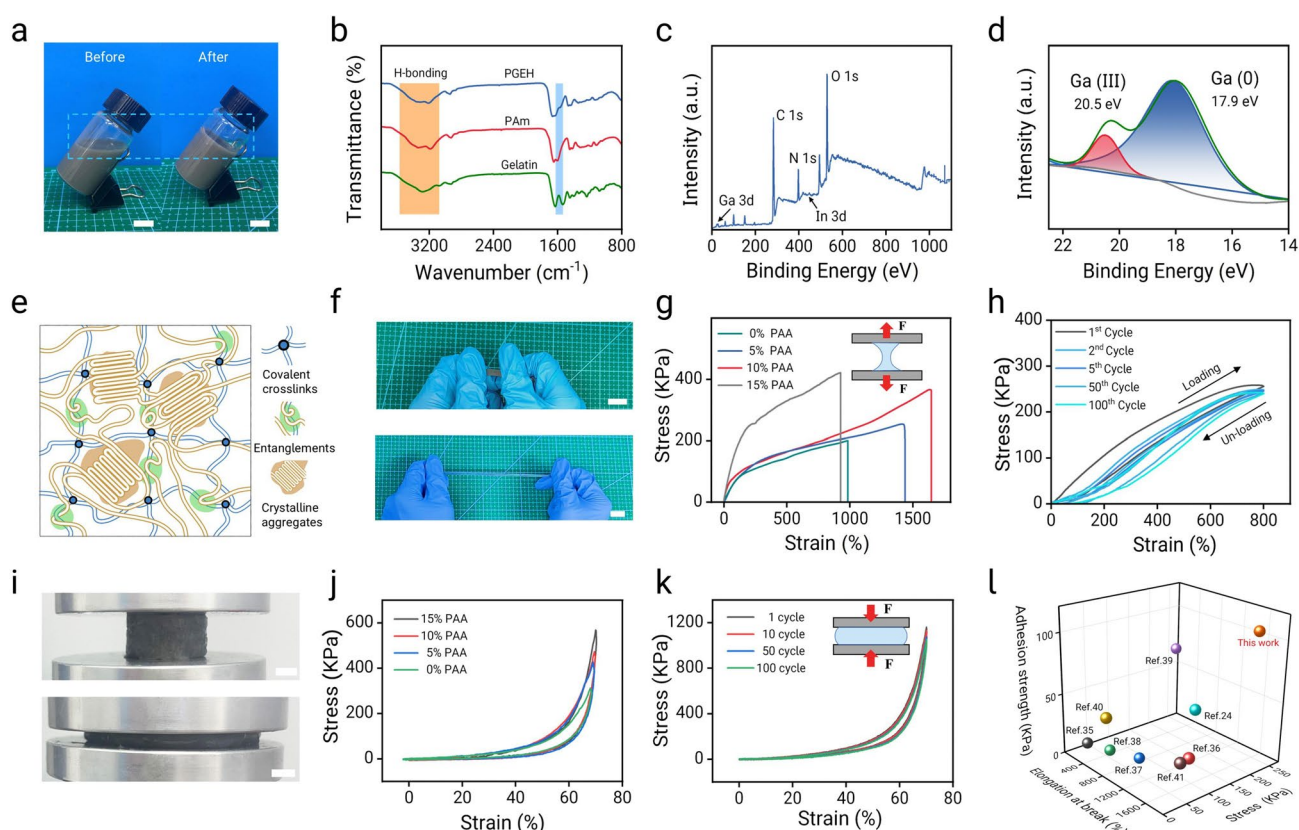 a
Before
After
b
Transmittance (%)
H-bonding
PGEH
PAm
Gelatin
3200
2400
1600
800
Wavenumber (cm⁻¹)
c
Intensity (a.u.)
O 1s
C 1s
N 1s
Ga 3d
In 3d
0
200
400
600
800
1000
Binding Energy (eV)
d
Intensity (a.u.)
Ga (III)
20.5 eV
Ga (0)
17.9 eV
22
20
18
16
14
Binding Energy (eV)
e
Covalent
crosslinks
Entanglements
Crystalline
aggregates
f
g
Stress (KPa)
400
200
0
0% PAA
5% PAA
10% PAA
15% PAA
F
F
0
500
1000
1500
Strain (%)
h
Stress (KPa)
400
300
200
100
0
1st Cycle
2nd Cycle
5th Cycle
50th Cycle
100th Cycle
Loading
Un-loading
0
200
400
600
800
Strain (%)
i
j
Stress (KPa)
600
400
200
0
15% PAA
10% PAA
5% PAA
0% PAA
0
20
40
60
80
Strain (%)
k
Stress (KPa)
1200
800
400
0
1 cycle
10 cycle
50 cycle
100 cycle
F
F
0
20
40
60
80
Strain (%)
l
Adhesion strength (KPa)
100
50
0
This work
Ref.39
Ref.40
Ref.24
Ref.35
Ref.38
Ref.36
Ref.37
Ref.41
400
800
1200
1600
Elongation at break (%)
0
50
100
150
200
250
Stress (KPa)